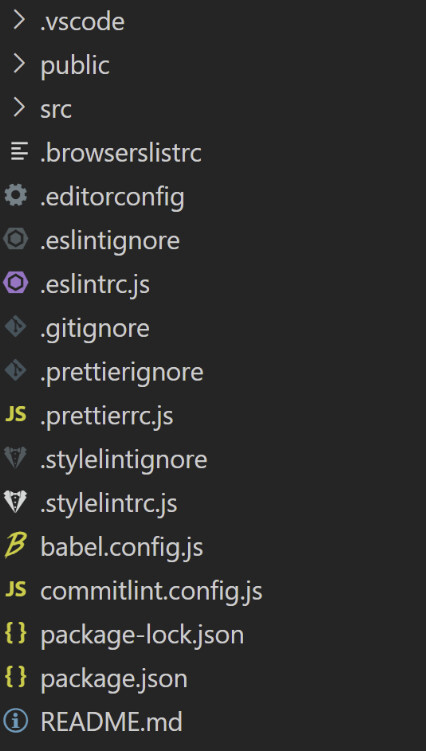 .vscode
public
src
.browserslistrc
.editorconfig
.eslintignore
.eslintrc.js
.gitignore
.prettierignore
JS .prettierrc.js
.stylelintignore
.stylelintrc.js
B babel.config.js
JS commitlint.config.js
{} package-lock.json
{} package.json
README.md